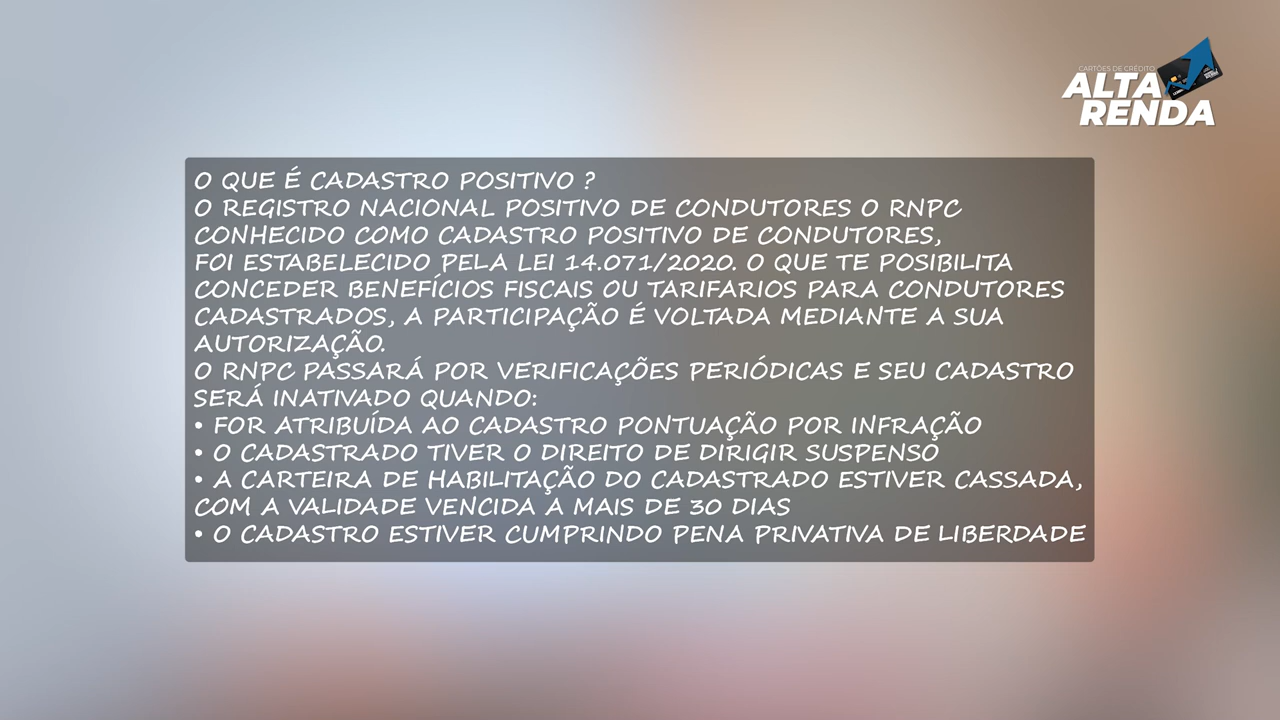 CARTÕES DE CRÉDITO
ALTA
RENDA
O QUE É CADASTRO POSITIVO ?
O REGISTRO NACIONAL POSITIVO DE CONDUTORES O RNPC
CONHECIDO COMO CADASTRO POSITIVO DE CONDUTORES,
FOI ESTABELECIDO PELA LEI 14.071/2020. O QUE TE POSIBILITA
CONCEDER BENEFÍCIOS FISCAIS OU TARIFARIOS PARA CONDUTORES
CADASTRADOS, A PARTICIPAÇÃO É VOLTADA MEDIANTE A SUA
AUTORIZAÇÃO.
O RNPC PASSARÁ POR VERIFICAÇÕES PERIÓDICAS E SEU CADASTRO
SERÁ INATIVADO QUANDO:
• FOR ATRIBUÍDA AO CADASTRO PONTUAÇÃO POR INFRAÇÃO
• O CADASTRADO TIVER O DIREITO DE DIRIGIR SUSPENSO
• A CARTEIRA DE HABILITAÇÃO DO CADASTRADO ESTIVER CASSADA,
COM A VALIDADE VENCIDA A MAIS DE 30 DIAS
• O CADASTRO ESTIVER CUMPRINDO PENA PRIVATIVA DE LIBERDADE